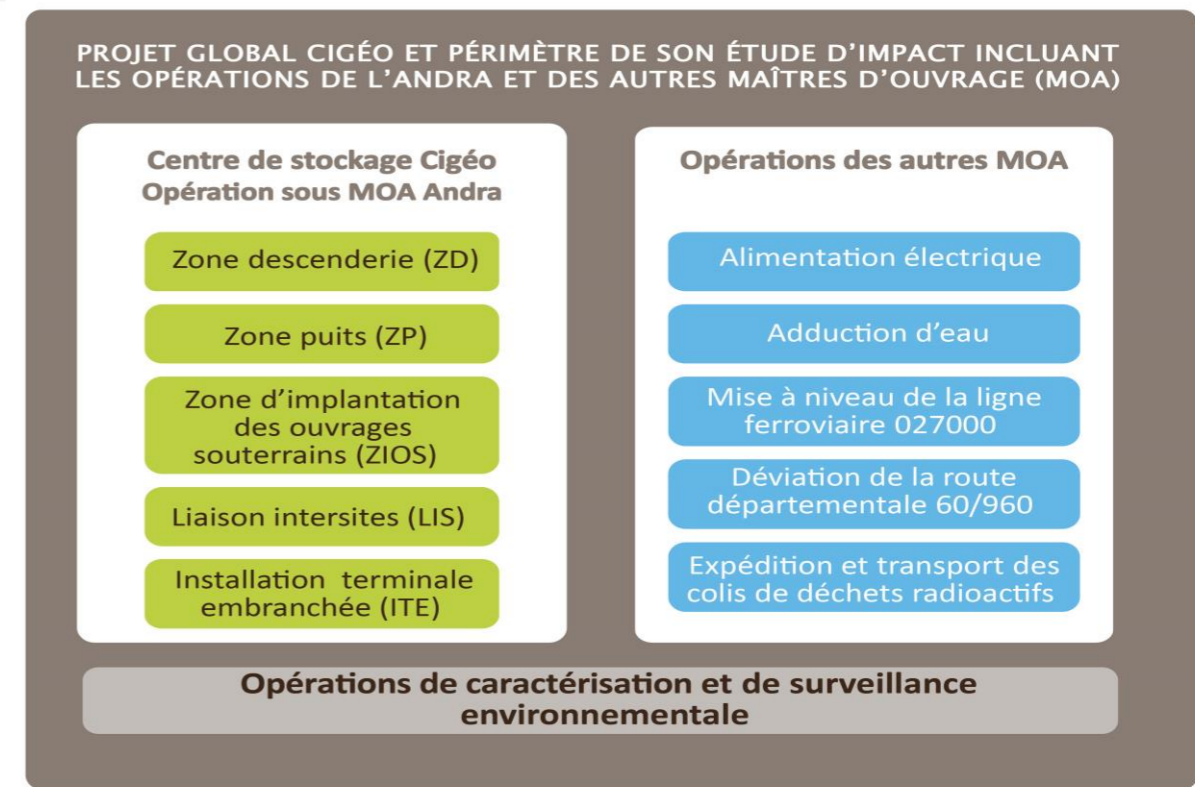 PROJET GLOBAL CIGÉO ET PÉRIMÈTRE DE SON ÉTUDE D’IMPACT INCLUANT
LES OPÉRATIONS DE L’ANDRA ET DES AUTRES MAÎTRES D’OUVRAGE (MOA)
Centre de stockage Cigéo
Opération sous MOA Andra
Zone descenderie (ZD)
Zone puits (ZP)
Zone d’implantation
des ouvrages
souterrains (ZIOS)
Liaison intersites (LIS)
Installation terminale
embranchée (ITE)
Opérations des autres MOA
Alimentation électrique
Adduction d’eau
Mise à niveau de la ligne
ferroviaire 027000
Déviation de la route
départementale 60/960
Expédition et transport des
colis de déchets radioactifs
Opérations de caractérisation et de surveillance
environnementale